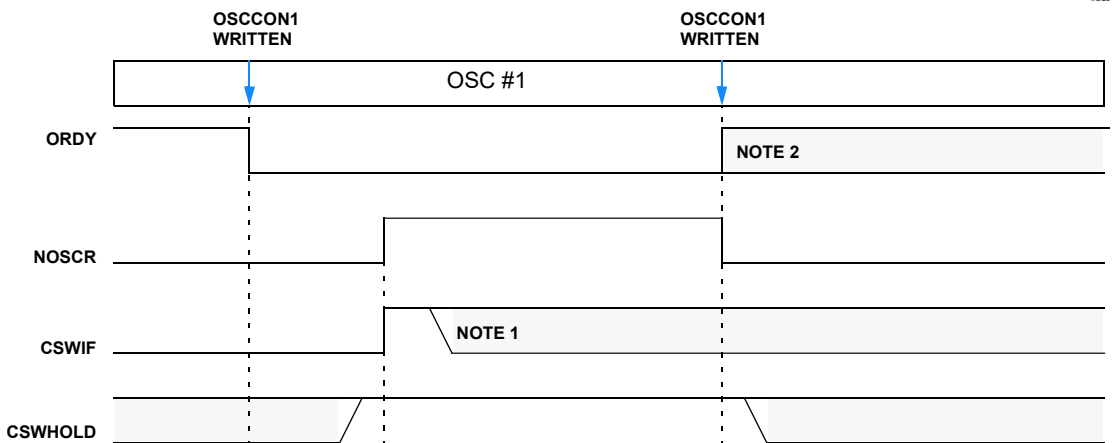 OSCCON1 OSCCON1
WRITTEN WRITTEN
OSC #1
ORDY
NOTE 2
NOSCR
NOTE 1
CSWIF
CSWHOLD